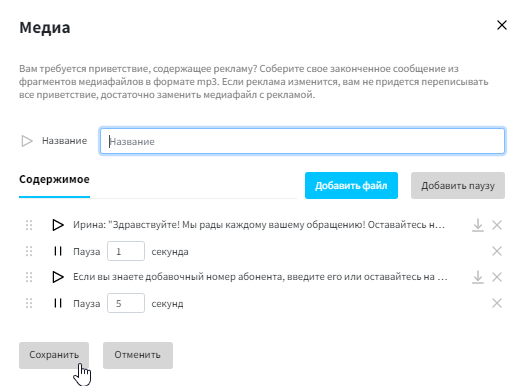 Медиа
Вам требуется приветствие, содержащее рекламу? Соберите свое законченное сообщение из
фрагментов медиафайлов в формате mp3. Если реклама изменится, вам не придется переписывать
все приветствие, достаточно заменить медиафайл с рекламой.
Название Название
Содержимое Добавить файл Добавить паузу
Ирина: "Здравствуйте! Мы рады каждому вашему обращению! Оставайтесь н...
Пауза 1 секунда
Если вы знаете добавочный номер абонента, введите его или оставайтесь на ...
Пауза 5 секунд
Сохранить Отменить